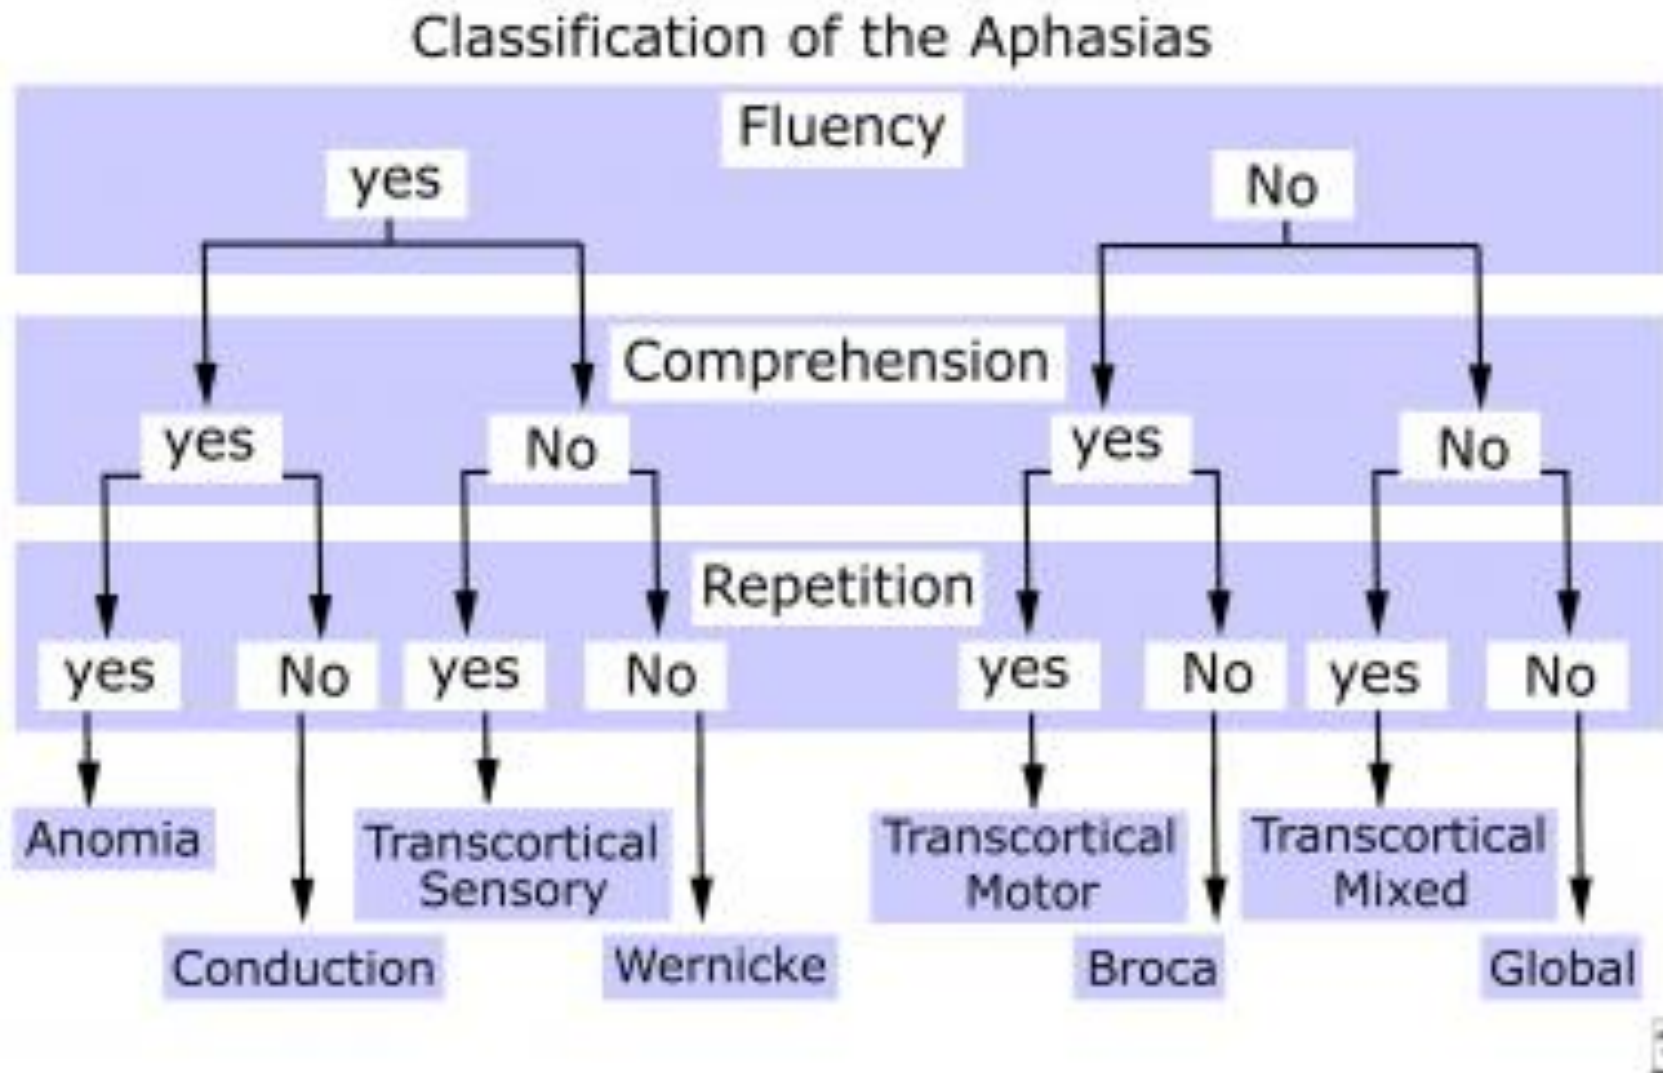 Classification of the Aphasias
Fluency
yes
No
Comprehension
yes
No
yes
No
Repetition
yes
No
yes
No
yes
No
yes
No
Anomia
Transcortical
Sensory
Transcortical
Motor
Transcortical
Mixed
Conduction
Wernicke
Broca
Global